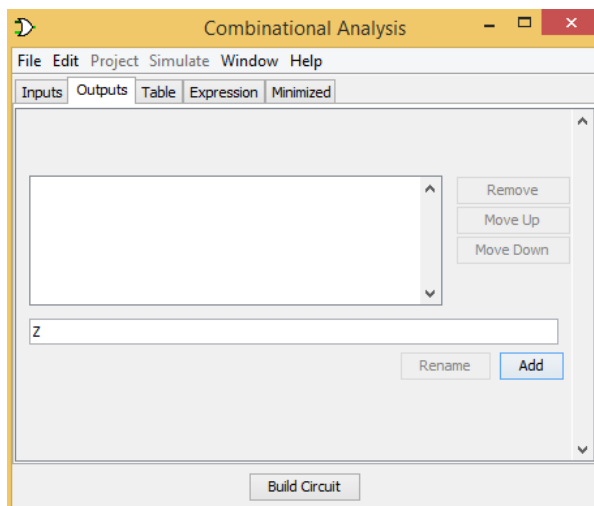 Combinational Analysis
File Edit Project Simulate Window Help
Inputs Outputs Table Expression Minimized
Remove
Move Up
Move Down
Z
Rename Add
Build Circuit